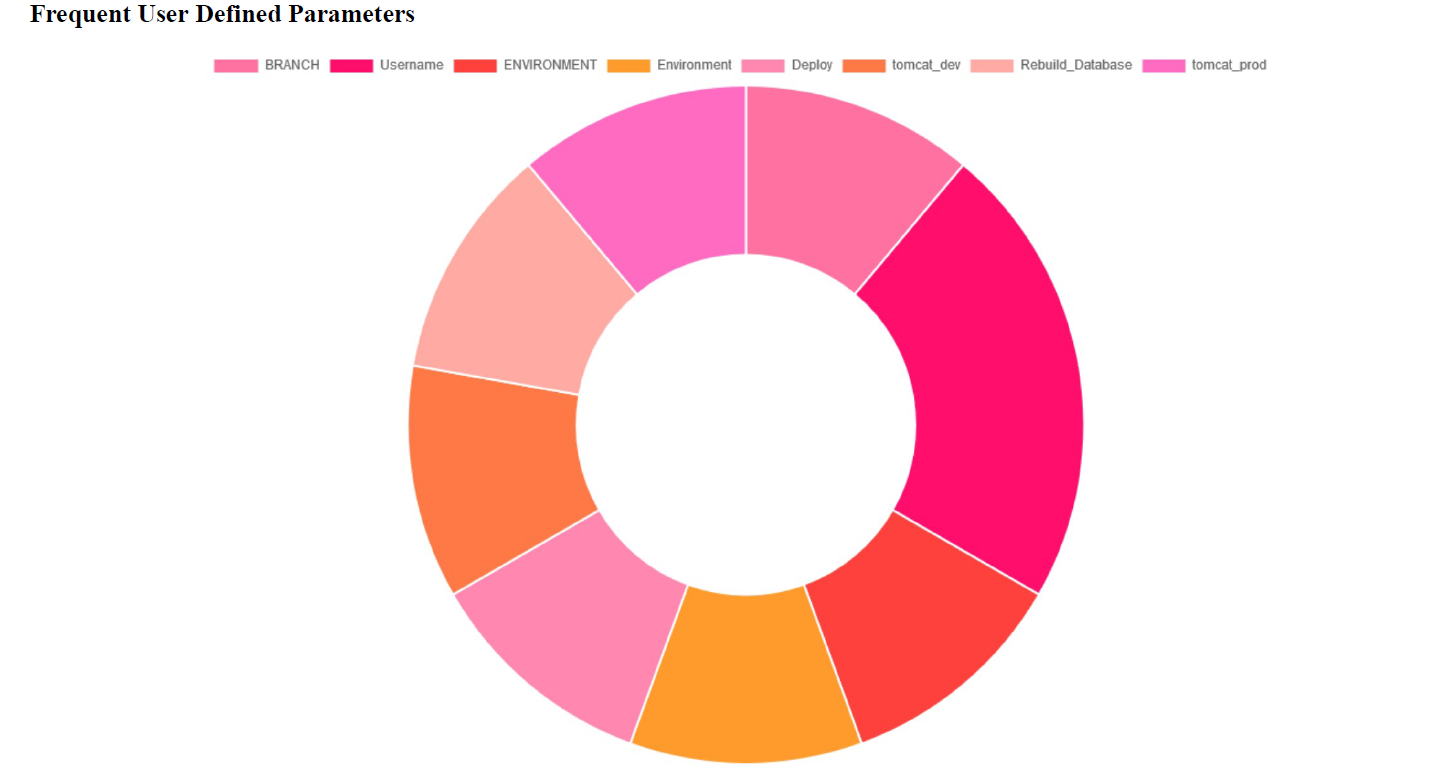 Frequent User Defined Parameters
BRANCH Username ENVIRONMENT Environment Deploy tomcat_dev Rebuild_Database tomcat_prod